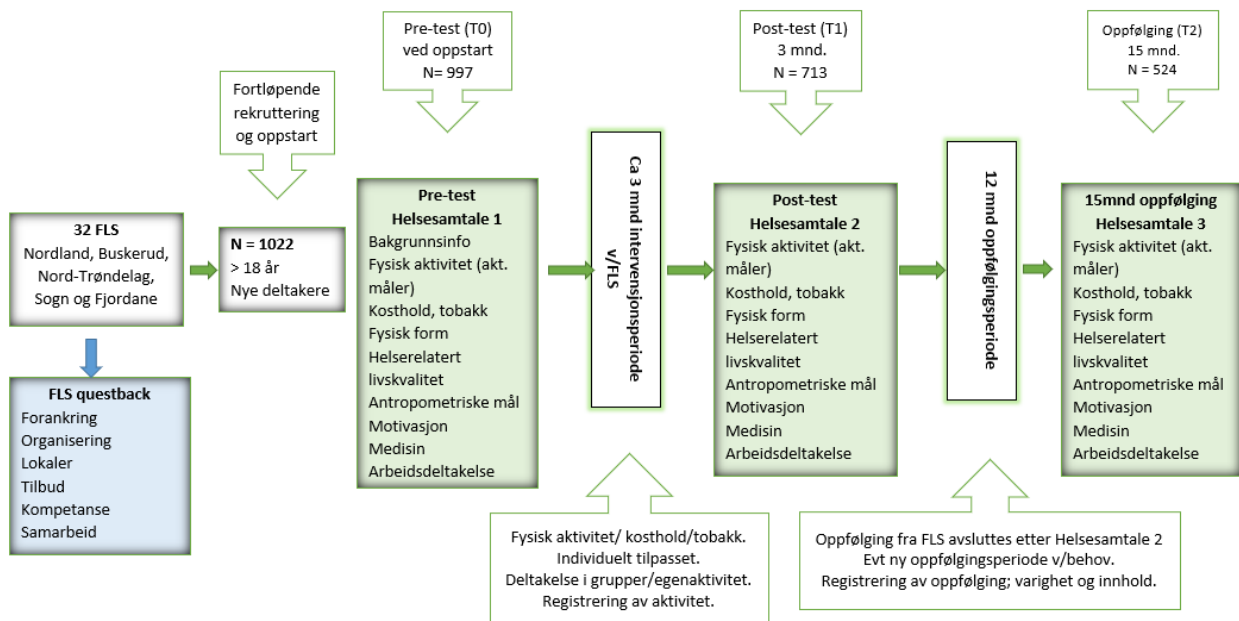 Pre-test (T0)
ved oppstart
N= 997
Post-test (T1)
3 mnd.
N = 713
Oppfølging (T2)
15 mnd.
N = 524
Fortløpende
rekruttering
og oppstart
32 FLS
Nordland, Buskerud,
Nord-Trøndelag,
Sogn og Fjordane
N = 1022
> 18 år
Nye deltakere
Pre-test
Helsesamtale 1
Bakgrunnsinfo
Fysisk aktivitet (akt.
måler)
Kosthold, tobakk
Fysisk form
Helserelatert
livskvalitet
Antropometriske mål
Motivasjon
Medisin
Arbeidsdeltakelse
Ca 3 mnd intervensjonsperiode
v/FLS
Post-test
Helsesamtale 2
Fysisk aktivitet (akt.
måler)
Kosthold, tobakk
Fysisk form
Helserelatert
livskvalitet
Antropometriske mål
Motivasjon
Medisin
Arbeidsdeltakelse
12 mnd oppfølgingsperiode
15mnd oppfølging
Helsesamtale 3
Fysisk aktivitet (akt.
måler)
Kosthold, tobakk
Fysisk form
Helserelatert
livskvalitet
Antropometriske mål
Motivasjon
Medisin
Arbeidsdeltakelse
FLS questback
Forankring
Organisering
Lokaler
Tilbud
Kompetanse
Samarbeid
Fysisk aktivitet/ kosthold/tobakk.
Individuelt tilpasset.
Deltakelse i grupper/egenaktivitet.
Registrering av aktivitet.
Oppfølging fra FLS avsluttes etter Helsesamtale 2
Evt ny oppfølgingsperiode v/behov.
Registrering av oppfølging; varighet og innhold.